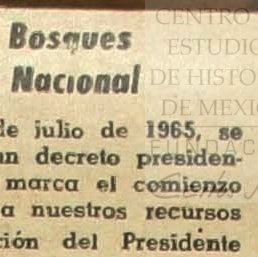 Bosques
Nacional
de julio de 1965, se
un decreto presiden-
marca el comienzo
a nuestros recursos
ción del Presidente
CENTRO
ESTUDIO
DE HISTO
DE MEXI
FUNDAC